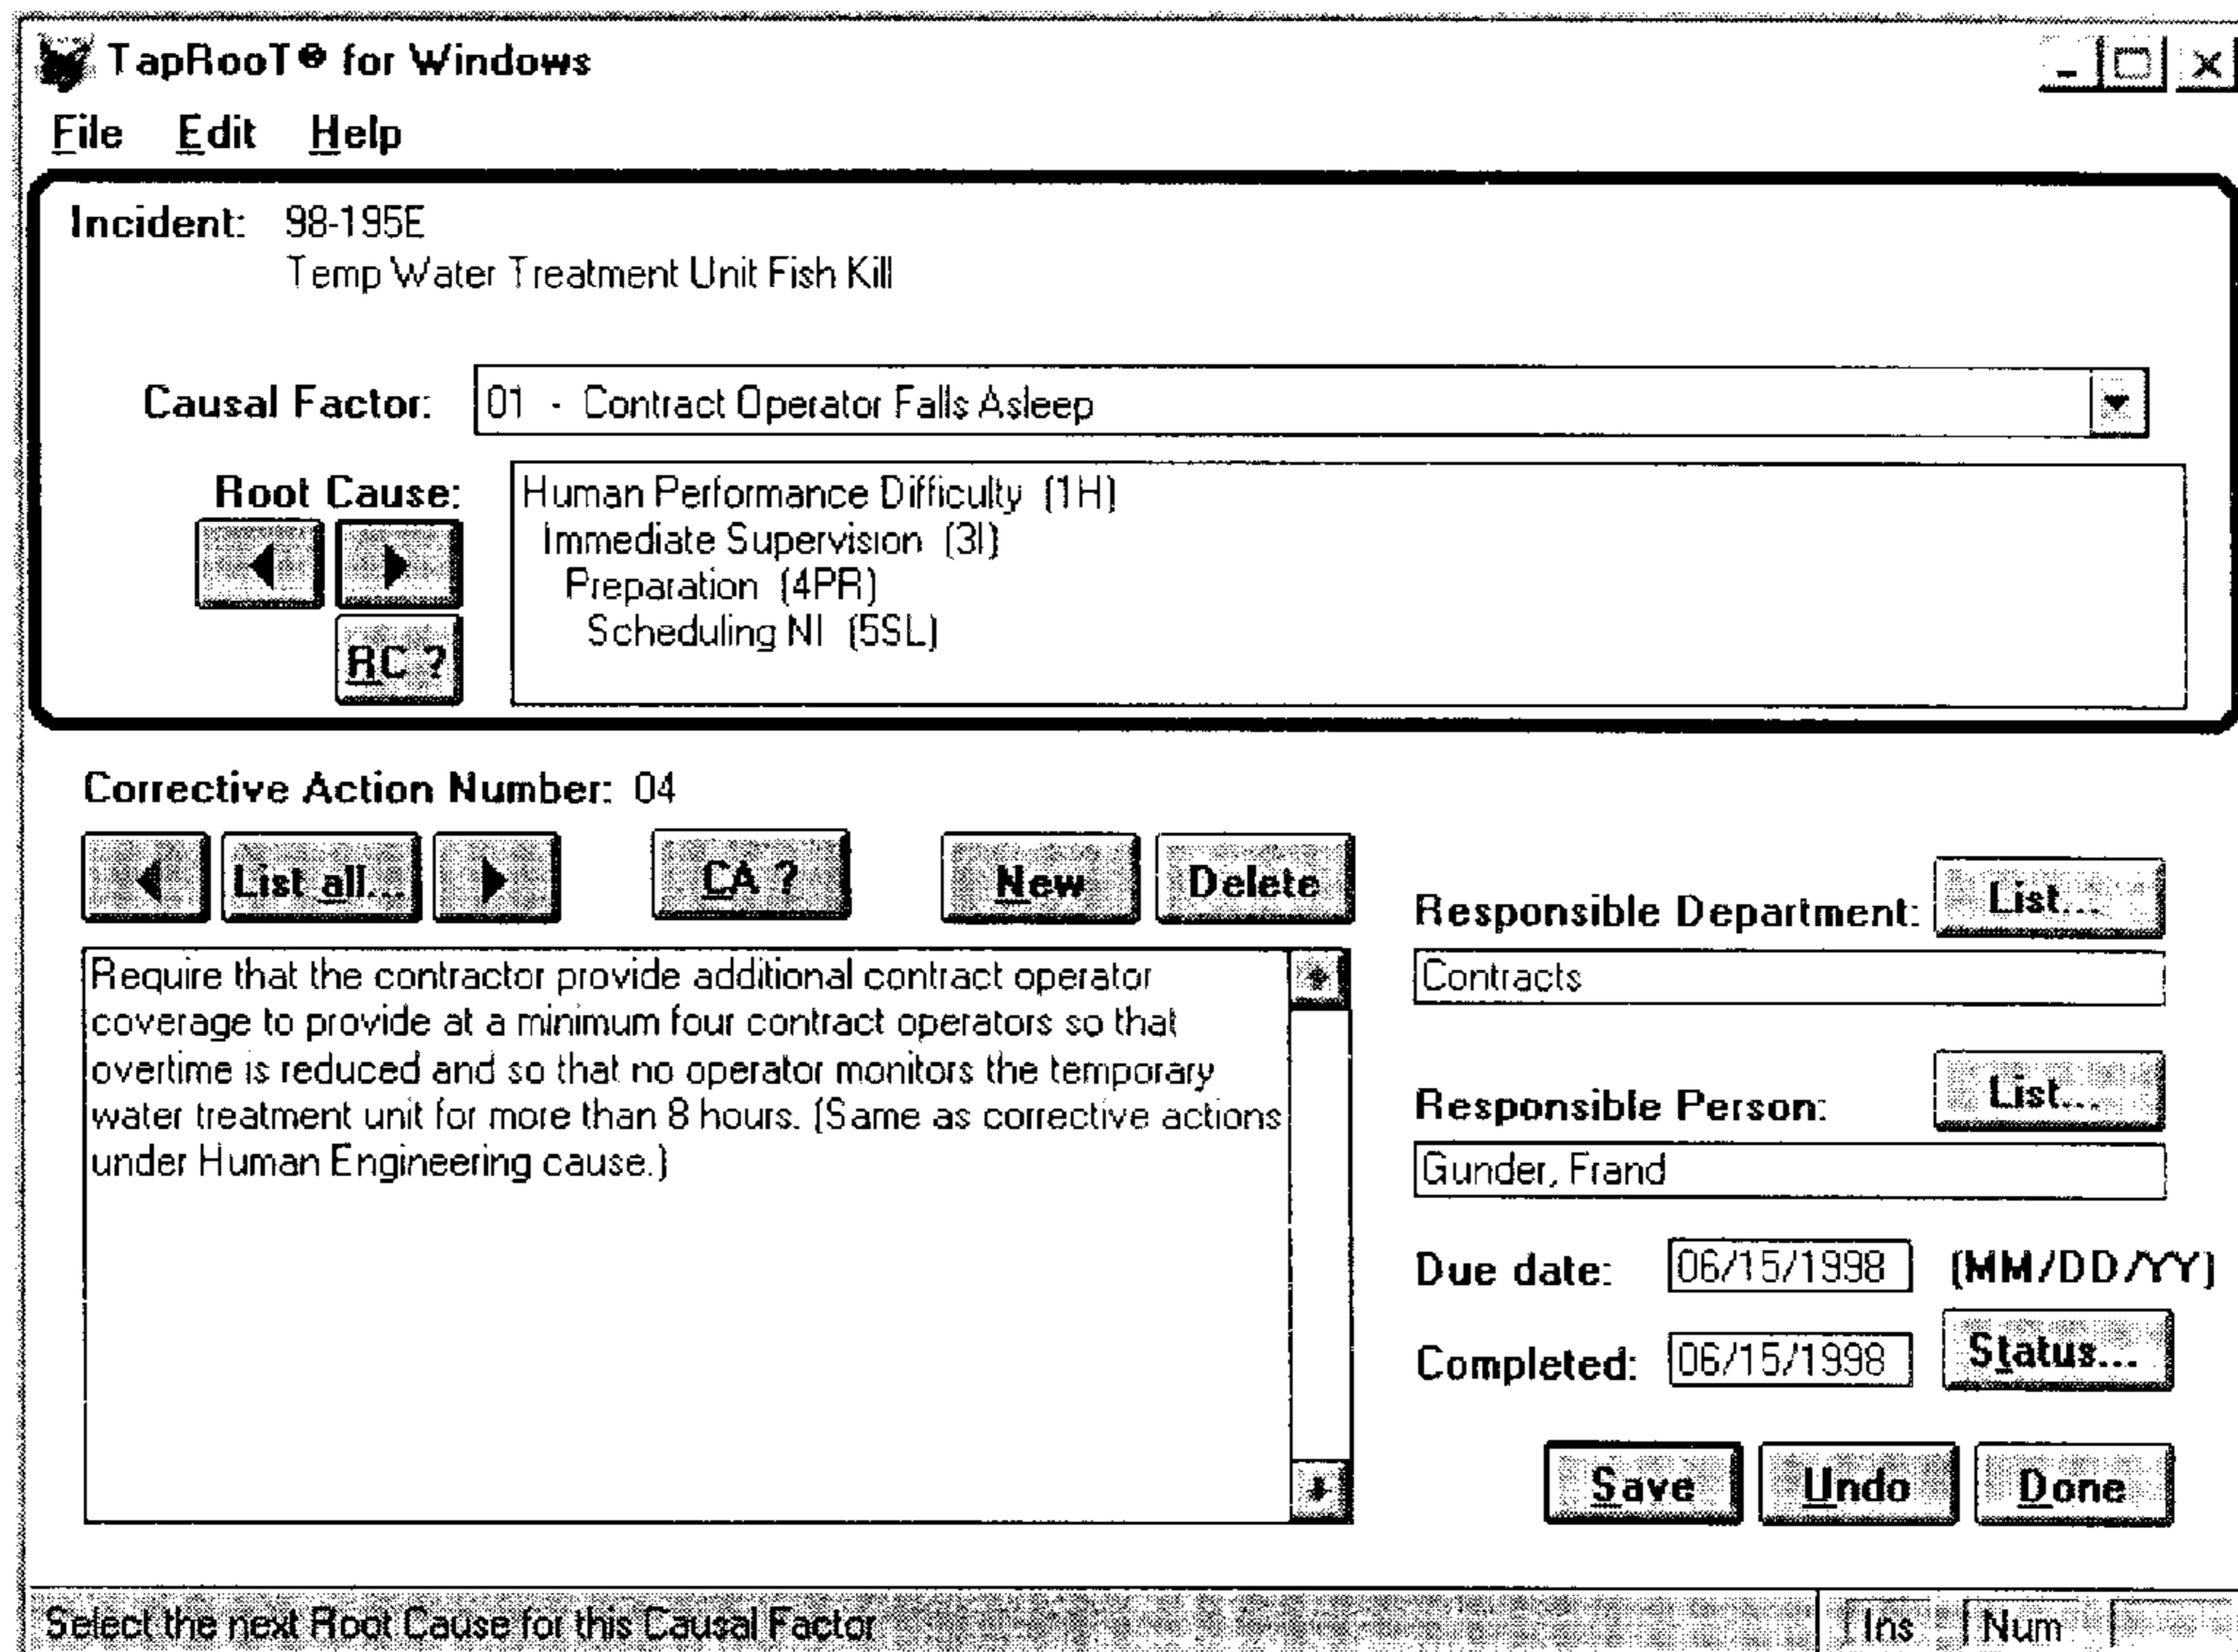 TapRooT® for Windows
File Edit Help
Incident: 98-195E
Temp Water Treatment Unit Fish Kill
Causal Factor: 01 - Contract Operator Falls Asleep
Root Cause: Human Performance Difficulty (1H)
Immediate Supervision (3I)
Preparation (4PR)
Scheduling NI (5SL)
RC ?
Corrective Action Number: 04
List all... CA ? New Delete
Require that the contractor provide additional contract operator
coverage to provide at a minimum four contract operators so that
overtime is reduced and so that no operator monitors the temporary
water treatment unit for more than 8 hours. (Same as corrective actions
under Human Engineering cause.)
Responsible Department: List...
Contracts
Responsible Person: List...
Gunder, Frand
Due date: 06/15/1998 (MM/DD/YY)
Completed: 06/15/1998 Status...
Save Undo Done
Select the next Root Cause for this Causal Factor Ins Num